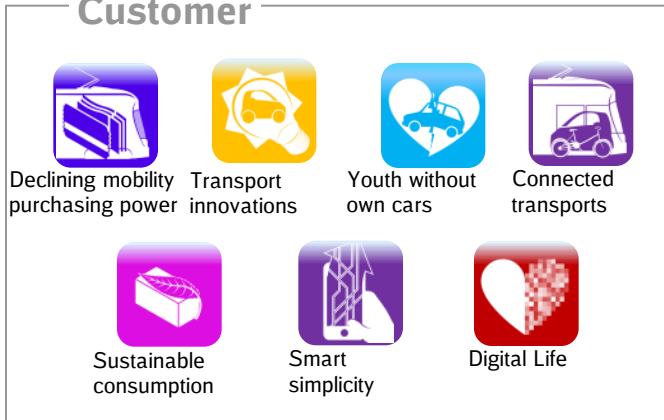 Customer
Declining mobility
purchasing power
Transport
innovations
Youth without
own cars
Connected
transports
Sustainable
consumption
Smart
simplicity
Digital Life